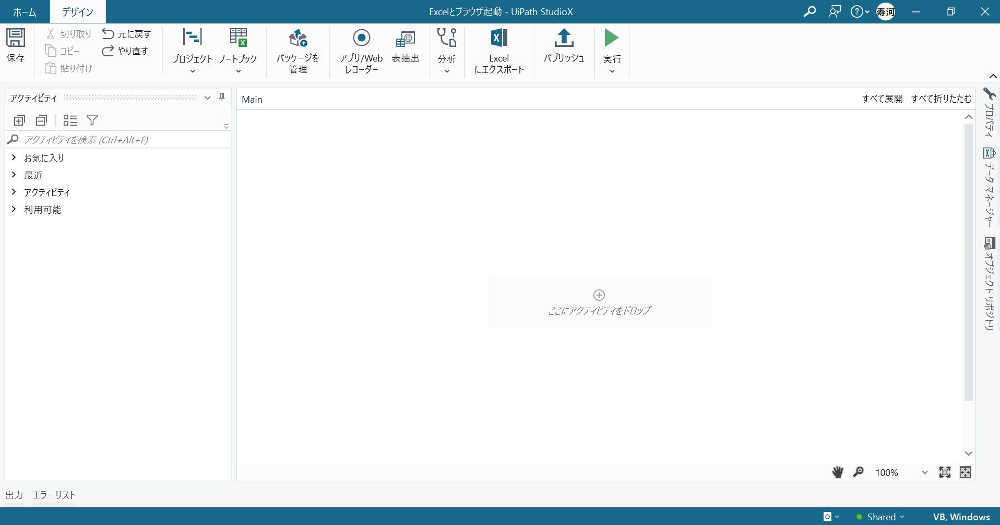 ホーム
デザイン
Excelとブラウザ起動 - UiPath StudioX
寿河
保存
切り取り
コピー
貼り付け
元に戻す
やり直す
プロジェクト
ノートブック
パッケージを
管理
アプリ/Web
レコーダー
表抽出
分析
Excel
にエクスポート
パブリッシュ
実行
アクティビティ
アクティビティを検索 (Ctrl+Alt+F)
お気に入り
最近
アクティビティ
利用可能
Main
すべて展開
すべて折りたたむ
ここにアクティビティをドロップ
100%
プロパティ
データ マネージャー
オブジェクト リポジトリ
出力
エラー リスト
Shared
VB, Windows